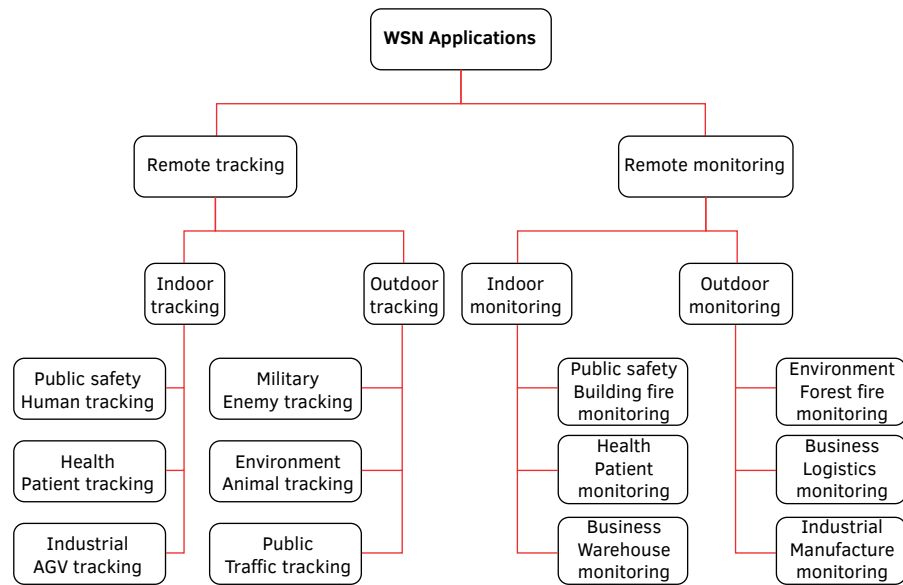 WSN Applications
Remote tracking
Remote monitoring
Indoor
tracking
Outdoor
tracking
Indoor
monitoring
Outdoor
monitoring
Public safety
Human tracking
Military
Enemy tracking
Public safety
Building fire
monitoring
Environment
Forest fire
monitoring
Health
Patient tracking
Environment
Animal tracking
Health
Patient
monitoring
Business
Logistics
monitoring
Industrial
AGV tracking
Public
Traffic tracking
Business
Warehouse
monitoring
Industrial
Manufacture
monitoring